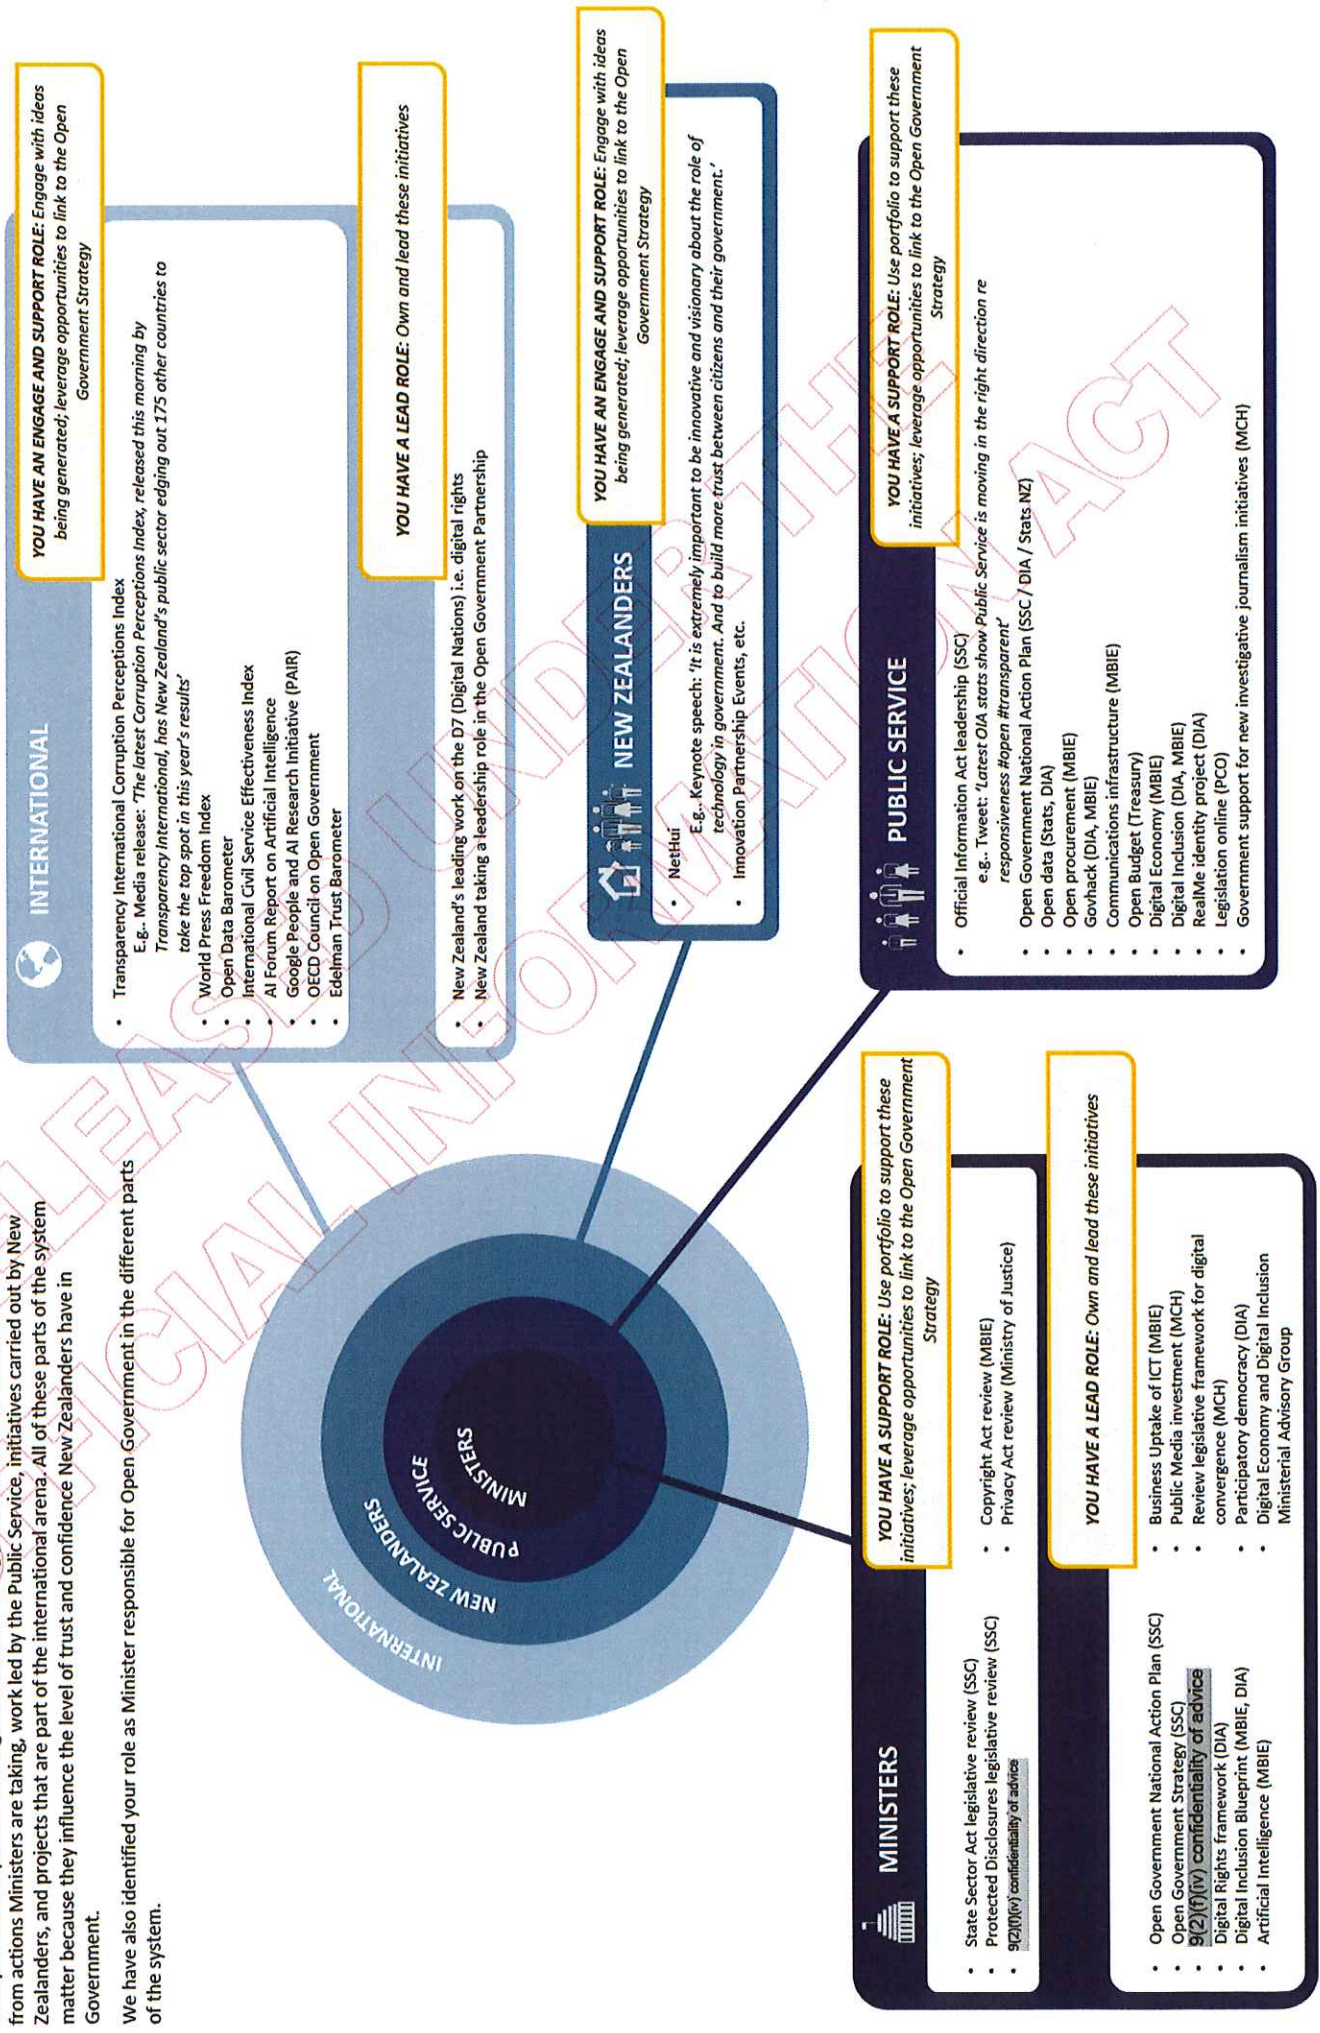 from actions Ministers are taking, work led by the Public Service, initiatives carried out by New
Zealanders, and projects that are part of the international arena. All of these parts of the system
matter because they influence the level of trust and confidence New Zealanders have in
Government.
We have also identified your role as Minister responsible for Open Government in the different parts
of the system.
INTERNATIONAL
NEW ZEALANDERS
PUBLIC SERVICE
MINISTERS
INTERNATIONAL
YOU HAVE AN ENGAGE AND SUPPORT ROLE: Engage with ideas
being generated; leverage opportunities to link to the Open
Government Strategy
• Transparency International Corruption Perceptions Index
E.g.. Media release: 'The latest Corruption Perceptions Index, released this morning by
Transparency International, has New Zealand's public sector edging out 175 other countries to
take the top spot in this year's results'
• World Press Freedom Index
• Open Data Barometer
• International Civil Service Effectiveness Index
• AI Forum Report on Artificial Intelligence
• Google People and AI Research Initiative (PAIR)
• OECD Council on Open Government
• Edelman Trust Barometer
YOU HAVE A LEAD ROLE: Own and lead these initiatives
• New Zealand's leading work on the D7 (Digital Nations) i.e. digital rights
• New Zealand taking a leadership role in the Open Government Partnership
NEW ZEALANDERS
YOU HAVE AN ENGAGE AND SUPPORT ROLE: Engage with ideas
being generated; leverage opportunities to link to the Open
Government Strategy
• NetHui
E.g.. Keynote speech: 'It is extremely important to be innovative and visionary about the role of
technology in government. And to build more trust between citizens and their government.'
• Innovation Partnership Events, etc.
PUBLIC SERVICE
YOU HAVE A SUPPORT ROLE: Use portfolio to support these
initiatives; leverage opportunities to link to the Open Government
Strategy
• Official Information Act leadership (SSC)
e.g.. Tweet: 'Latest OIA stats show Public Service is moving in the right direction re
responsiveness #open #transparent'
• Open Government National Action Plan (SSC / DIA / Stats NZ)
• Open data (Stats, DIA)
• Open procurement (MBIE)
• Govhack (DIA, MBIE)
• Communications infrastructure (MBIE)
• Open Budget (Treasury)
• Digital Economy (MBIE)
• Digital Inclusion (DIA, MBIE)
• RealMe identity project (DIA)
• Legislation online (PCO)
• Government support for new investigative journalism initiatives (MCH)
MINISTERS
YOU HAVE A SUPPORT ROLE: Use portfolio to support these
initiatives; leverage opportunities to link to the Open Government
Strategy
• State Sector Act legislative review (SSC)
• Protected Disclosures legislative review (SSC)
• 9(2)(f)(iv) confidentiality of advice
• Copyright Act review (MBIE)
• Privacy Act review (Ministry of Justice)
YOU HAVE A LEAD ROLE: Own and lead these initiatives
• Open Government National Action Plan (SSC)
• Open Government Strategy (SSC)
• 9(2)(f)(iv) confidentiality of advice
• Digital Rights framework (DIA)
• Digital Inclusion Blueprint (MBIE, DIA)
• Artificial Intelligence (MBIE)
• Business Uptake of ICT (MBIE)
• Public Media investment (MCH)
• Review legislative framework for digital
convergence (MCH)
• Participatory democracy (DIA)
• Digital Economy and Digital Inclusion
Ministerial Advisory Group
LEASED UNDER THE
OFFICIAL INFORMATION ACT